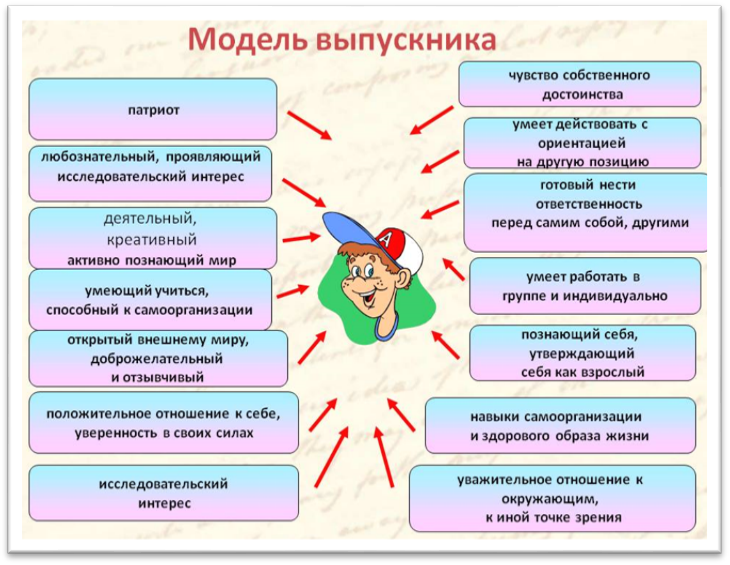 Модель выпускника
патриот
любознательный, проявляющий
исследовательский интерес
деятельный,
креативный
активно познающий мир
умеющий учиться,
способный к самоорганизации
открытый внешнему миру,
доброжелательный
и отзывчивый
положительное отношение к себе,
уверенность в своих силах
исследовательский
интерес
чувство собственного
достоинства
умеет действовать с
ориентацией
на другую позицию
готовый нести
ответственность
перед самим собой, другими
умеет работать в
группе и индивидуально
познающий себя,
утверждающий
себя как взрослый
навыки самоорганизации
и здорового образа жизни
уважительное отношение к
окружающим,
к иной точке зрения
A